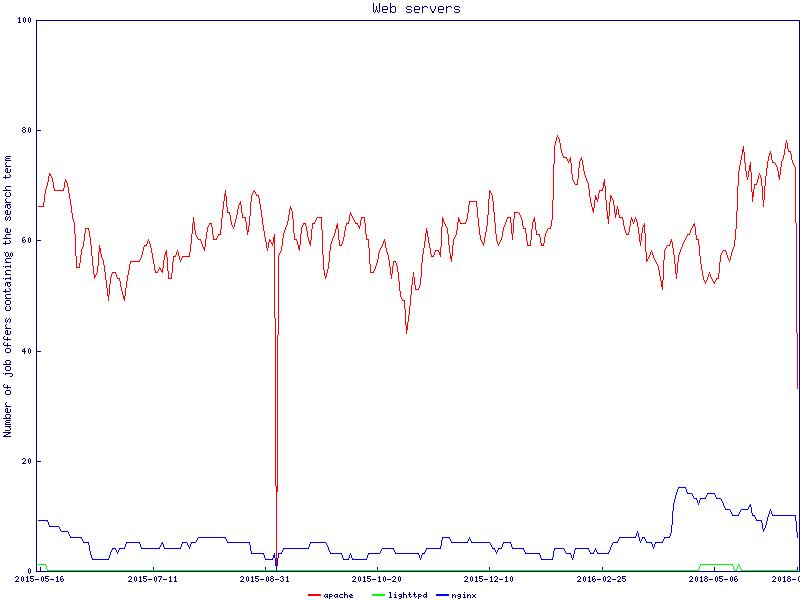 Web servers
Number of job offers containing the search term
100
80
60
40
20
0
2015-05-16 2015-07-11 2015-08-31 2015-10-20 2015-12-10 2016-02-25 2018-05-06 2018-0
apache lighttpd nginx